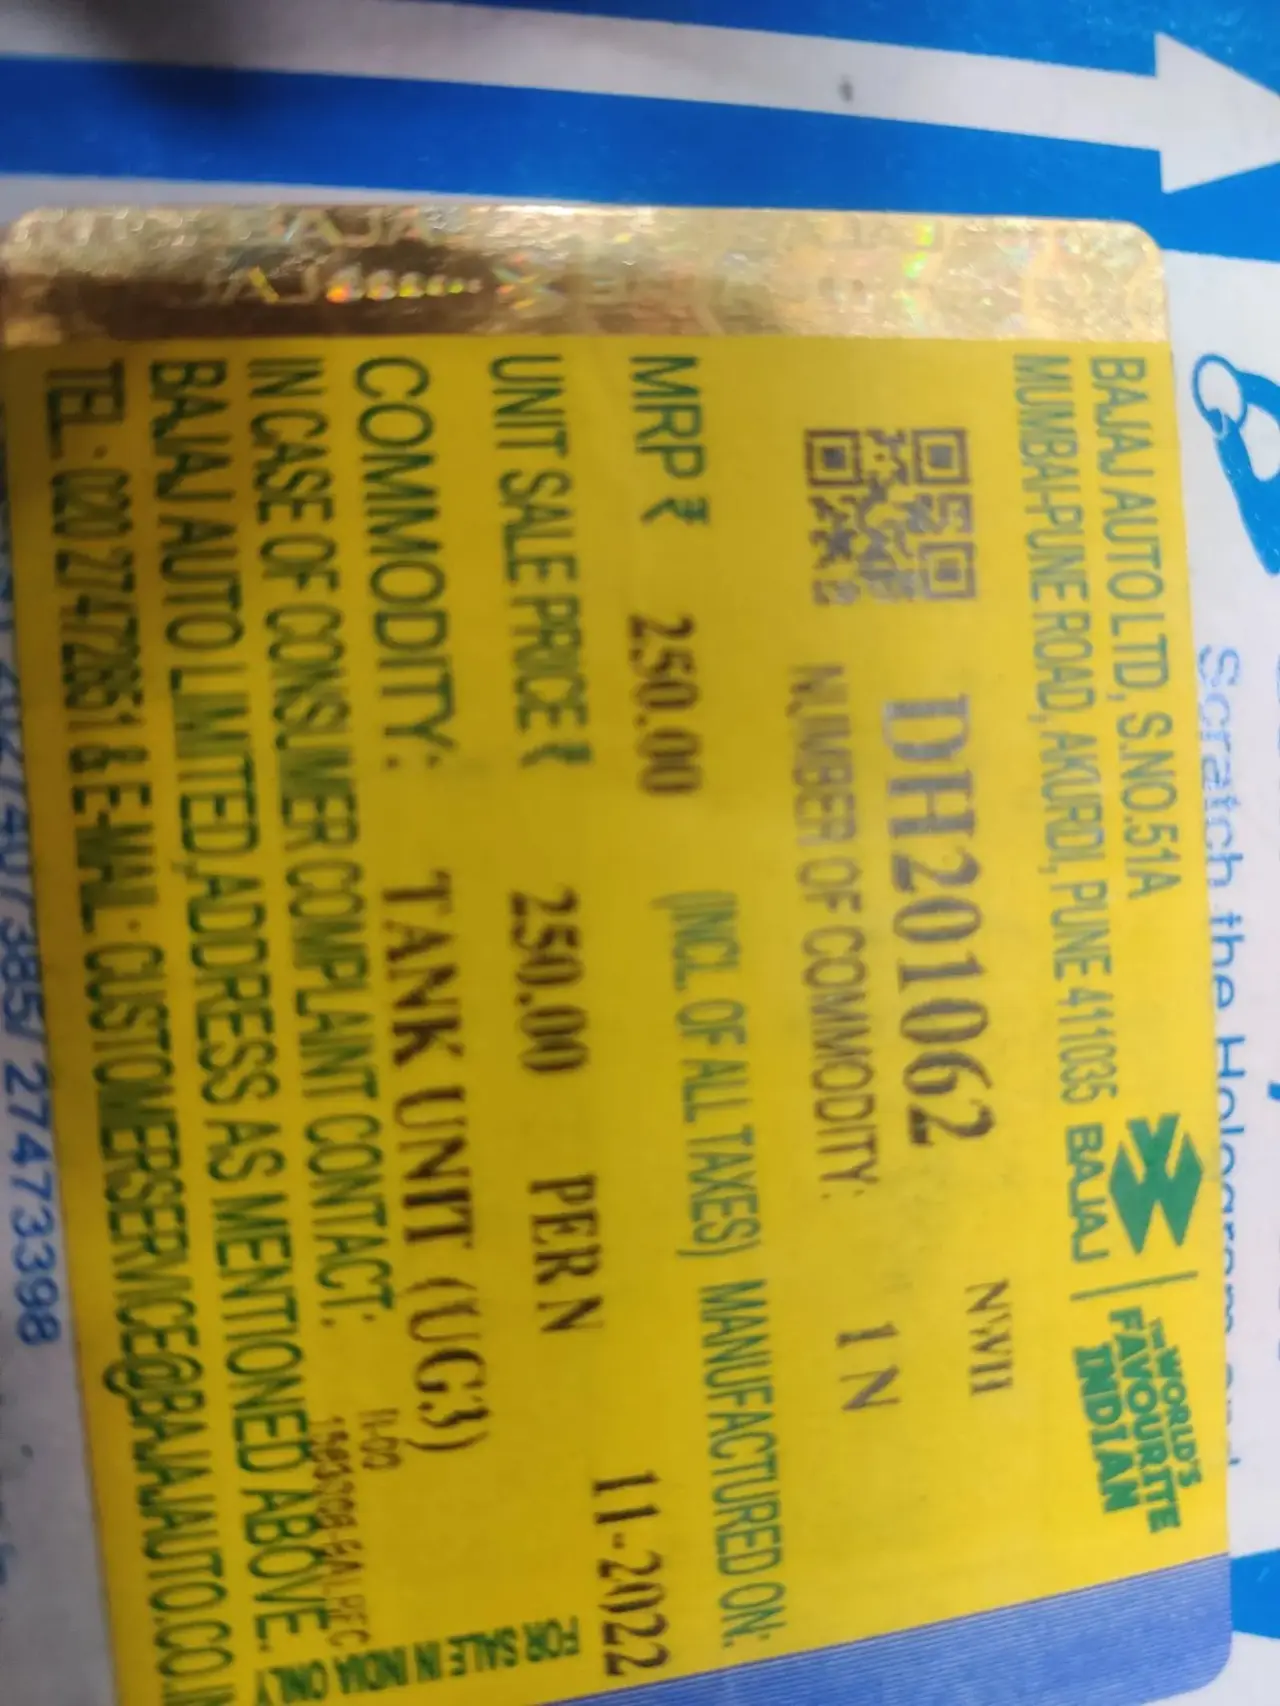 BAJAJ AUTO LTD, S.NO.51A
MUMBAI-PUNE ROAD, AKURDI, PUNE 411035
BAJAJ
THE WORLD'S
FAVOURITE
INDIAN
DH201062
NUMBER OF COMMODITY: 1 N
MRP ₹ 250.00 (INCL. OF ALL TAXES) MANUFACTURED ON:
11-2022
UNIT SALE PRICE ₹ 250.00 PER N
FOR SALE IN INDIA ONLY
COMMODITY: TANK UNIT (UG3)
IN CASE OF CONSUMER COMPLAINT CONTACT:
BAJAJ AUTO LIMITED, ADDRESS AS MENTIONED ABOVE.
TEL: 020 27472851 & E-MAIL: CUSTOMERSERVICE@BAJAJAUTO.CO.IN
Scratch the Hologram
27473398